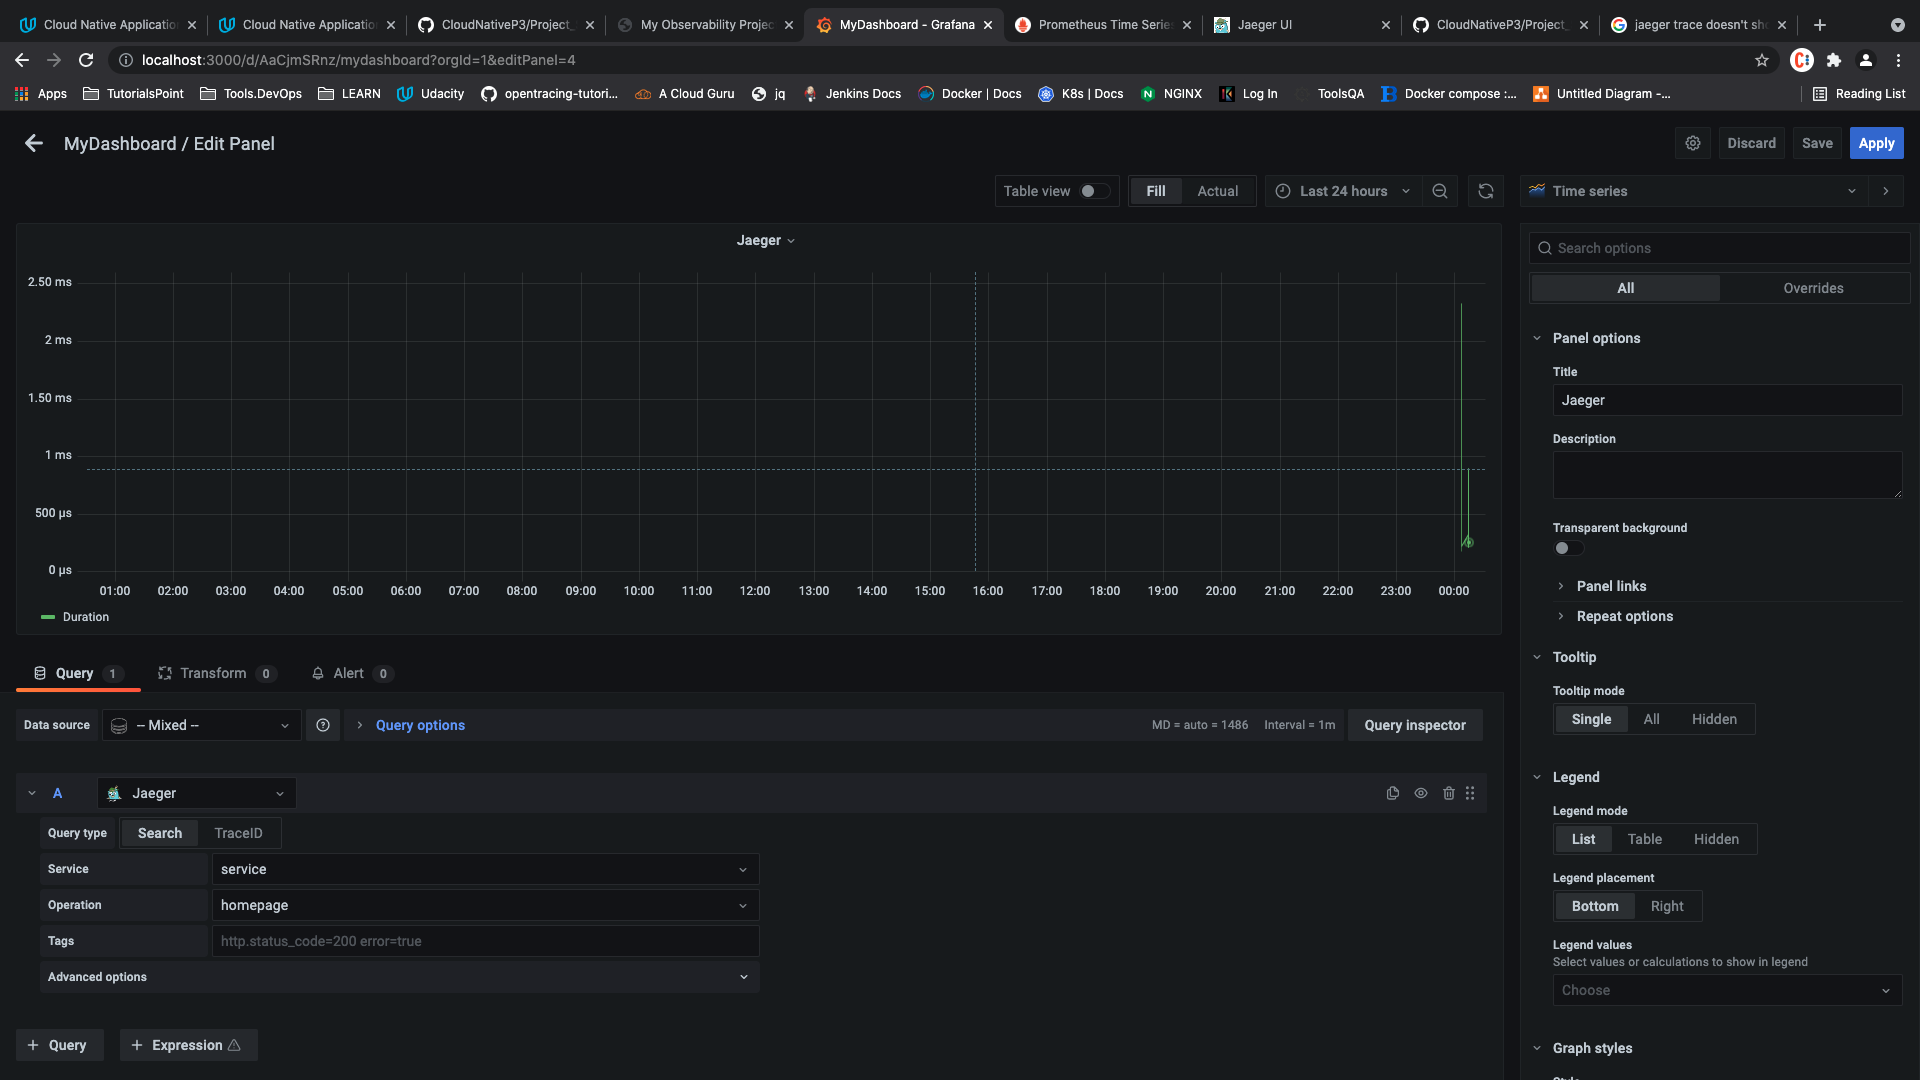 Cloud Native Application
Cloud Native Application
CloudNativeP3/Project_
My Observability Projec
MyDashboard - Grafana
Prometheus Time Series
Jaeger UI
CloudNativeP3/Project_
jaeger trace doesn't sho
localhost:3000/d/AaCjmSRnz/mydashboard?orgId=1&editPanel=4
Apps
TutorialsPoint
Tools.DevOps
LEARN
Udacity
opentracing-tutori...
A Cloud Guru
jq
Jenkins Docs
Docker | Docs
K8s | Docs
NGINX
Log In
ToolsQA
Docker compose :...
Untitled Diagram -...
Reading List
MyDashboard / Edit Panel
Discard
Save
Apply
Table view
Fill
Actual
Last 24 hours
Time series
Jaeger
2.50 ms
2 ms
1.50 ms
1 ms
500 µs
0 µs
01:00 02:00 03:00 04:00 05:00 06:00 07:00 08:00 09:00 10:00 11:00 12:00 13:00 14:00 15:00 16:00 17:00 18:00 19:00 20:00 21:00 22:00 23:00 00:00
Duration
Query 1
Transform 0
Alert 0
Data source
-- Mixed --
Query options
MD = auto = 1486
Interval = 1m
Query inspector
A
Jaeger
Query type
Search
TraceID
Service
service
Operation
homepage
Tags
http.status_code=200 error=true
Advanced options
+ Query
+ Expression
Search options
All
Overrides
Panel options
Title
Jaeger
Description
Transparent background
Panel links
Repeat options
Tooltip
Tooltip mode
Single
All
Hidden
Legend
Legend mode
List
Table
Hidden
Legend placement
Bottom
Right
Legend values
Select values or calculations to show in legend
Choose
Graph styles